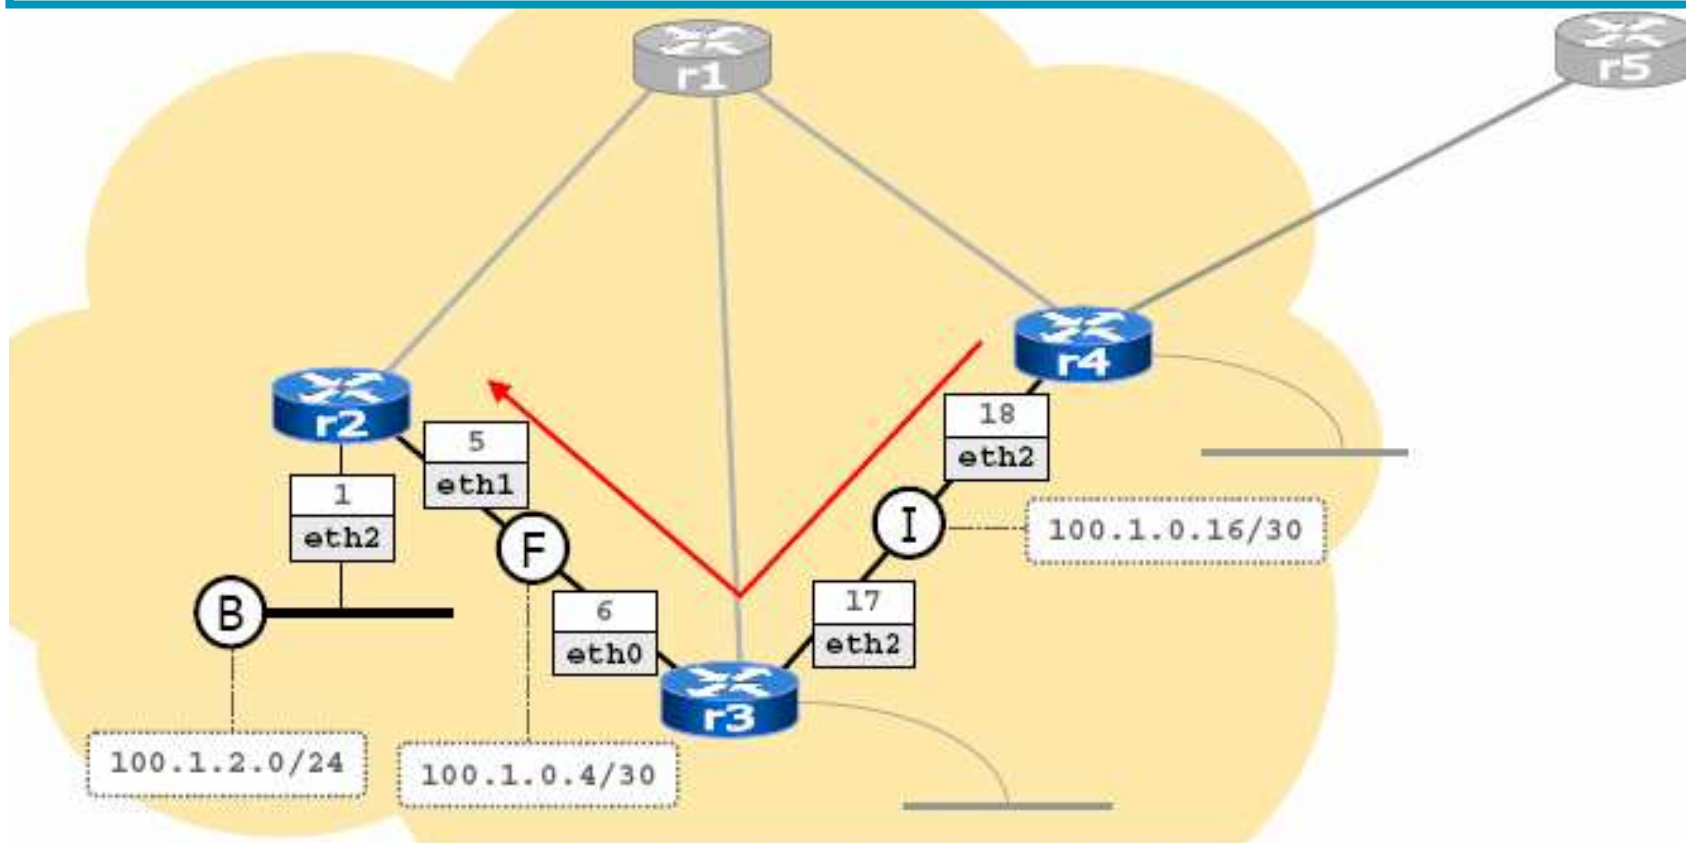 r1
r5
r4
r2
18
eth2
5
eth1
1
eth2
I
100.1.0.16/30
F
17
eth2
B
6
eth0
r3
100.1.2.0/24
100.1.0.4/30